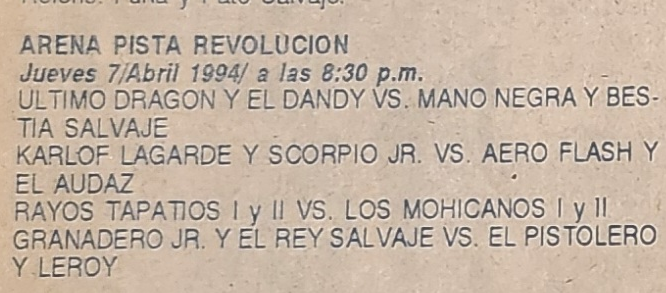 ARENA PISTA REVOLUCION
Jueves 7/Abril 1994/ a las 8:30 p.m.
ULTIMO DRAGON Y EL DANDY VS. MANO NEGRA Y BES-
TIA SALVAJE
KARLOF LAGARDE Y SCORPIO JR. VS. AERO FLASH Y
EL AUDAZ
RAYOS TAPATIOS I y II VS. LOS MOHICANOS I y II
GRANADERO JR. Y EL REY SALVAJE VS. EL PISTOLERO
Y LEROY